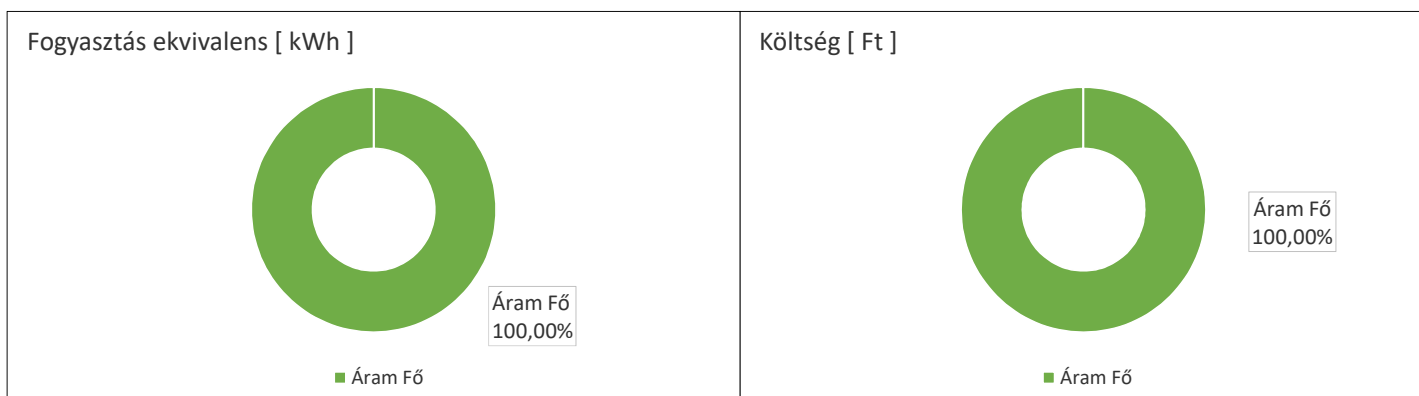 Fogyasztás ekvivalens [ kWh ]
Áram Fő
100,00%
Áram Fő
Költség [ Ft ]
Áram Fő
100,00%
Áram Fő